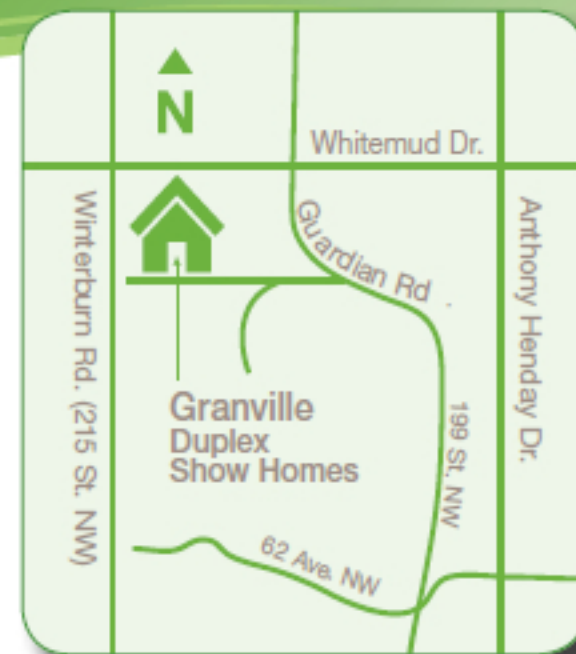 N
Whitemud Dr.
Winterburn Rd. (215 St. NW)
Guardian Rd
Anthony Henday Dr.
Granville
Duplex
Show Homes
199 St. NW
62 Ave. NW